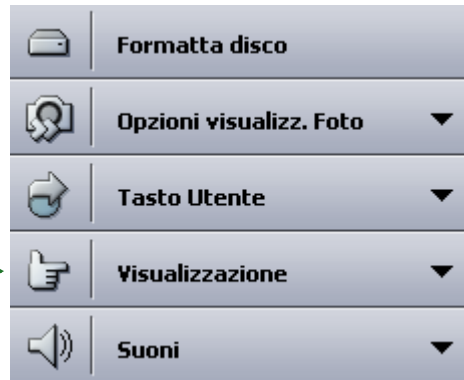 Formatta disco
Opzioni visualizz. Foto
Tasto Utente
Visualizzazione
Suoni